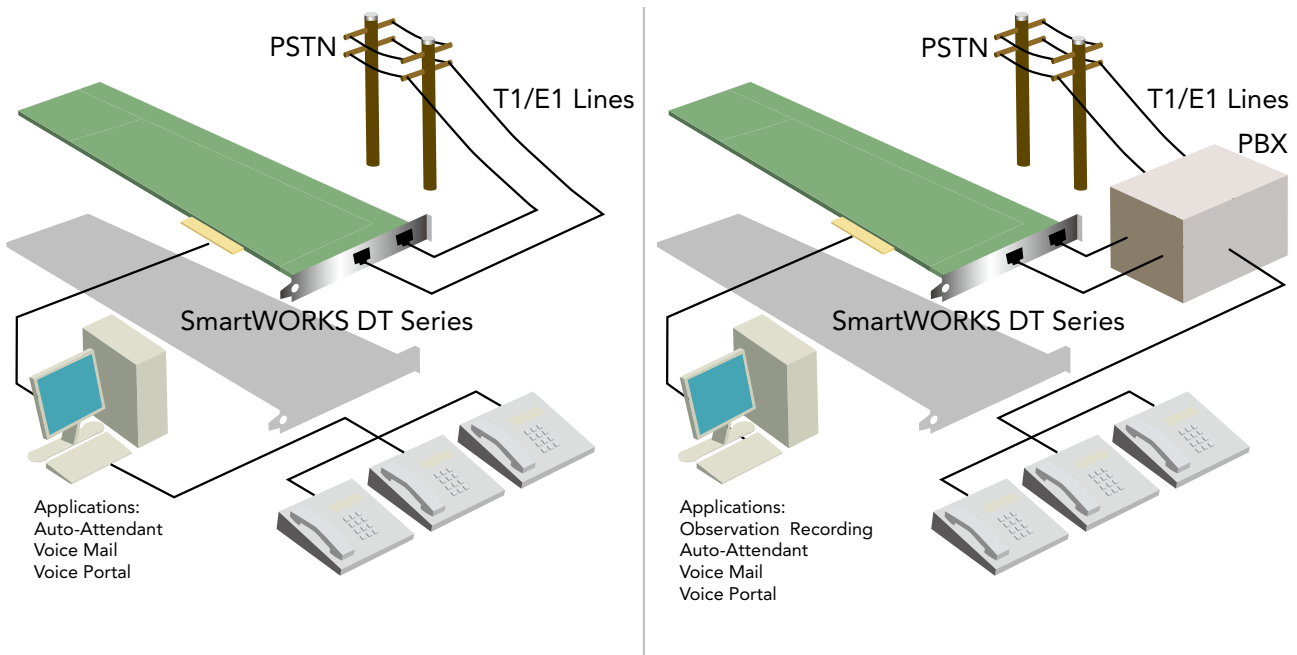 PSTN
T1/E1 Lines
SmartWORKS DT Series
Applications:
Auto-Attendant
Voice Mail
Voice Portal
PSTN
T1/E1 Lines
PBX
SmartWORKS DT Series
Applications:
Observation Recording
Auto-Attendant
Voice Mail
Voice Portal